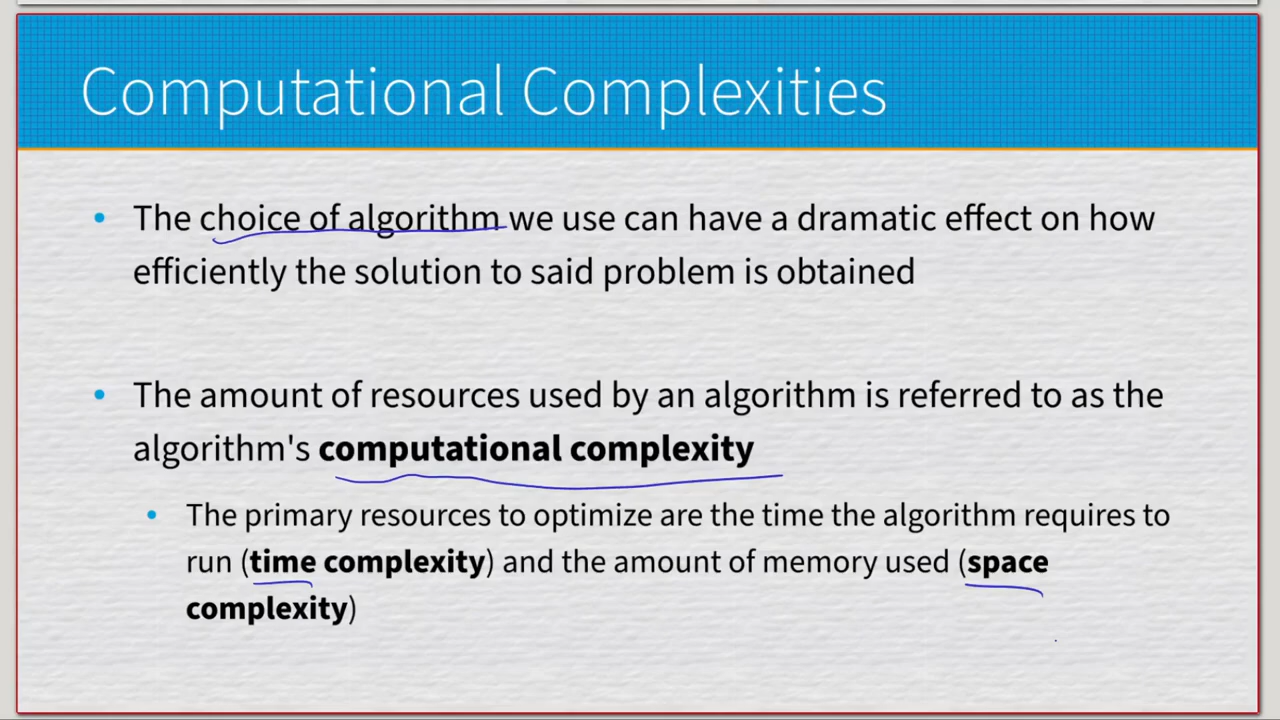 Computational Complexities
• The choice of algorithm we use can have a dramatic effect on how
efficiently the solution to said problem is obtained
• The amount of resources used by an algorithm is referred to as the
algorithm's computational complexity
• The primary resources to optimize are the time the algorithm requires to
run (time complexity) and the amount of memory used (space
complexity)